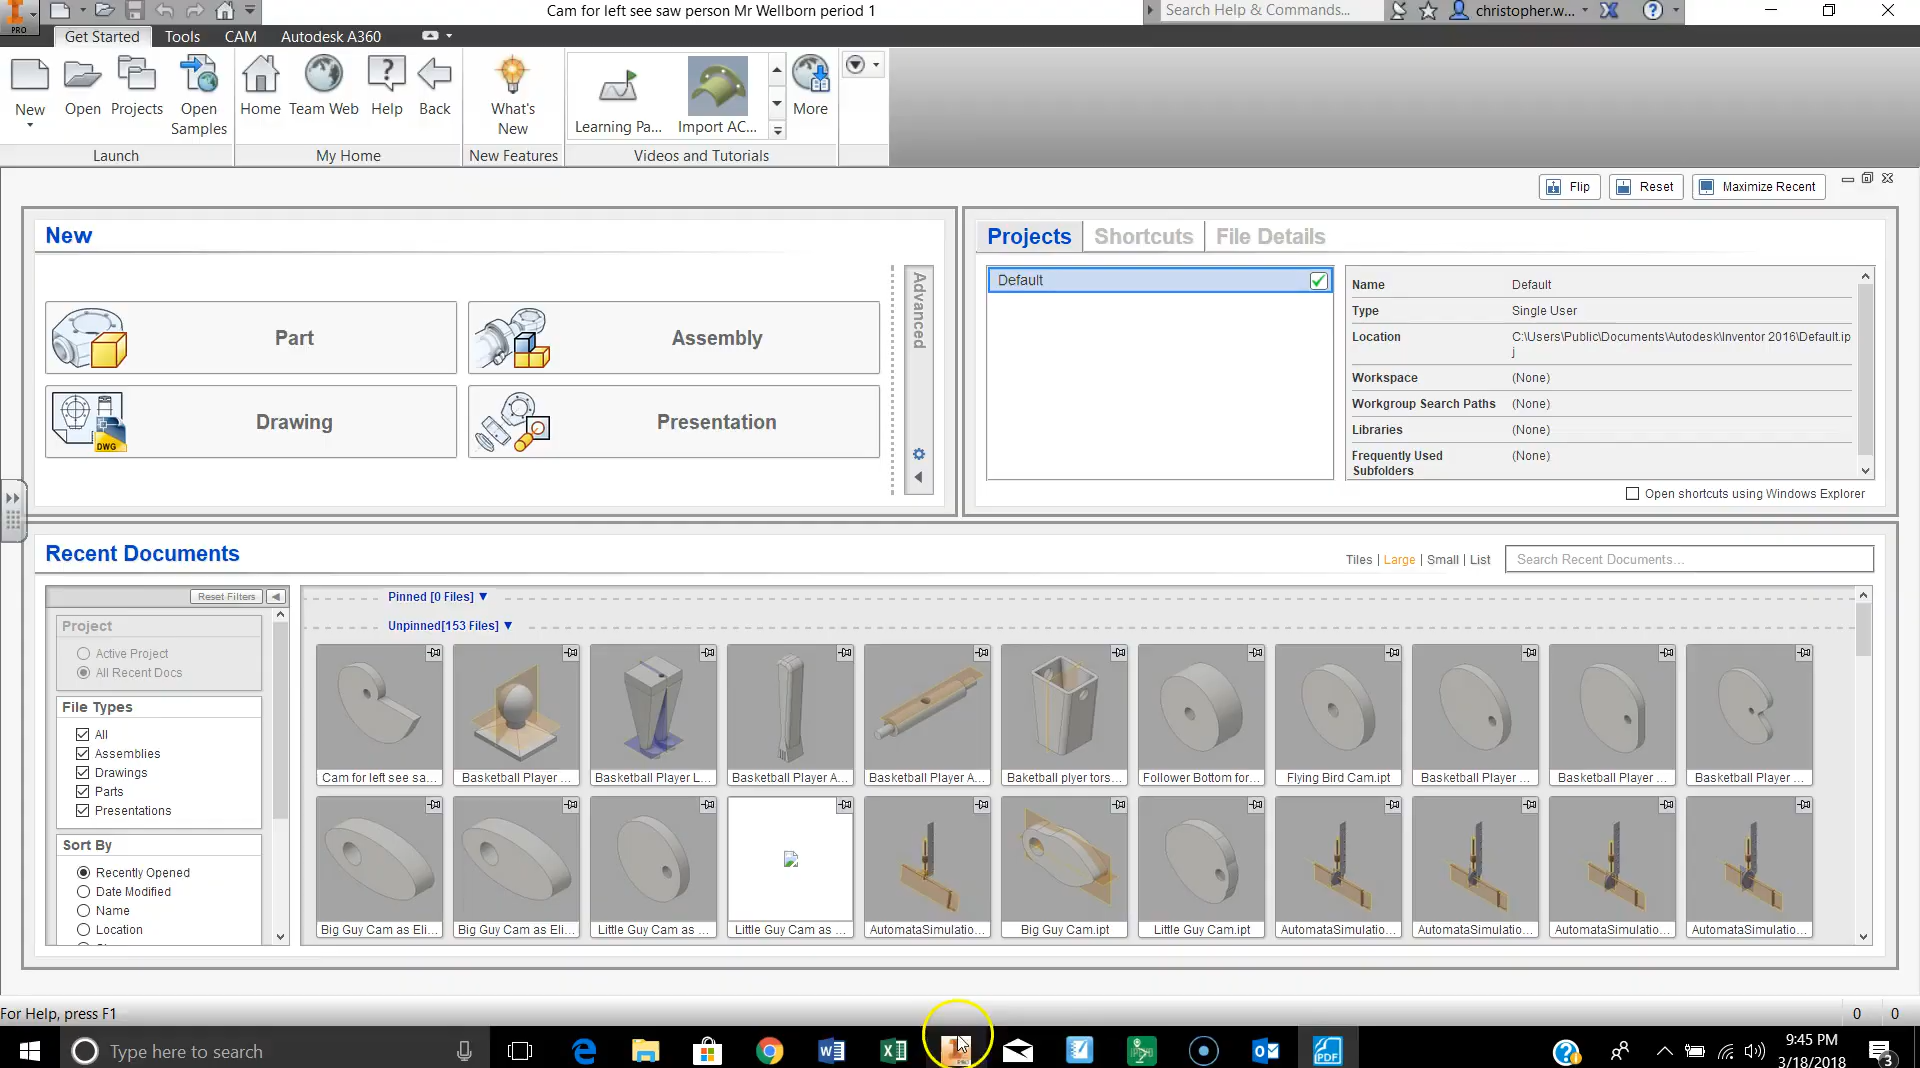 Cam for left see saw person Mr Wellborn period 1
Search Help & Commands...
christopher.w...
PRO
Get Started
Tools
CAM
Autodesk A360
New
Open
Projects
Open Samples
Home
Team Web
Help
Back
What's New
Learning Pa...
Import AC...
More
Launch
My Home
New Features
Videos and Tutorials
Flip
Reset
Maximize Recent
New
Part
Assembly
Drawing
Presentation
DWG
Advanced
Projects
Shortcuts
File Details
Default
Name Default
Type Single User
Location C:\Users\Public\Documents\Autodesk\Inventor 2016\Default.ip
j
Workspace (None)
Workgroup Search Paths (None)
Libraries (None)
Frequently Used (None)
Subfolders
Open shortcuts using Windows Explorer
Recent Documents
Tiles | Large | Small | List
Search Recent Documents...
Reset Filters
Project
Active Project
All Recent Docs
File Types
All
Assemblies
Drawings
Parts
Presentations
Sort By
Recently Opened
Date Modified
Name
Location
Pinned [0 Files]
Unpinned[153 Files]
Cam for left see sa...
Basketball Player ...
Basketball Player L...
Basketball Player A...
Basketball Player A...
Baketball plyer tors...
Follower Bottom for...
Flying Bird Cam.ipt
Basketball Player ...
Basketball Player ...
Basketball Player ...
Big Guy Cam as Eli...
Big Guy Cam as Eli...
Little Guy Cam as ...
Little Guy Cam as ...
AutomataSimulatio...
Big Guy Cam.ipt
Little Guy Cam.ipt
AutomataSimulatio...
AutomataSimulatio...
AutomataSimulatio...
AutomataSimulatio...
For Help, press F1
0 0
Type here to search
PDF
9:45 PM
3/18/2018
3